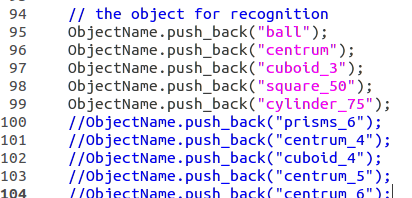 94 // the object for recognition
95 ObjectName.push_back("ball");
96 ObjectName.push_back("centrum");
97 ObjectName.push_back("cuboid_3");
98 ObjectName.push_back("square_50");
99 ObjectName.push_back("cylinder_75");
100 //ObjectName.push_back("prisms_6");
101 //ObjectName.push_back("centrum_4");
102 //ObjectName.push_back("cuboid_4");
103 //ObjectName.push_back("centrum_5");
104 //ObjectName.push_back("centrum_6");